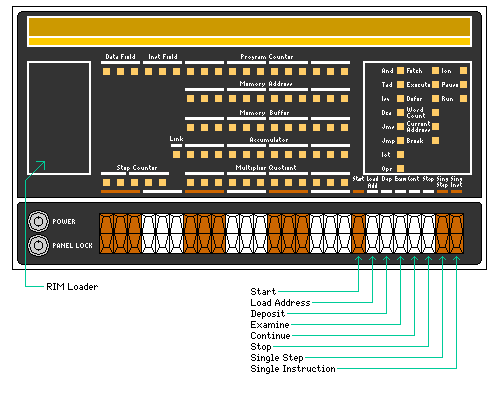 Data Field Inst Field Program Counter
Memory Address
Memory Buffer
Link Accumulator
Step Counter Multiplier Quotient
And Fetch Ion
Tad Execute Pause
Isz Defer Run
Dca Word Count
Jms Current Address
Jmp Break
Iot
Opr
Start Load Add Dep Exam Cont Stop Sing Step Sing Inst
POWER
PANEL LOCK
RIM Loader
Start
Load Address
Deposit
Examine
Continue
Stop
Single Step
Single Instruction